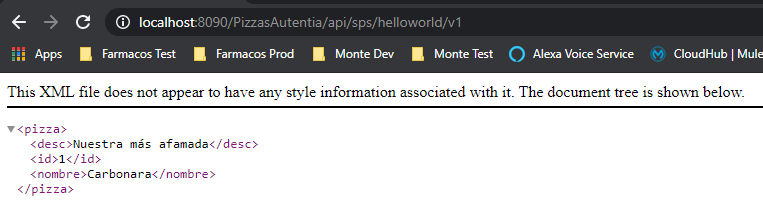 localhost:8090/PizzasAutentia/api/sps/helloworld/v1
Apps Farmacos Test Farmacos Prod Monte Dev Monte Test Alexa Voice Service CloudHub | Mule
This XML file does not appear to have any style information associated with it. The document tree is shown below.
<pizza>
<desc>Nuestra más afamada</desc>
<id>1</id>
<nombre>Carbonara</nombre>
</pizza>